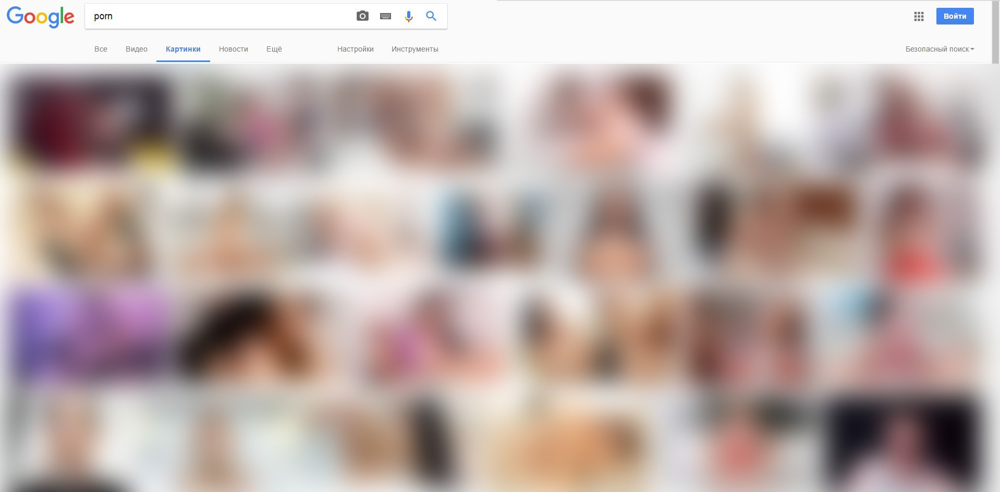 Google porn Войти
Все Видео Картинки Новости Ещё Настройки Инструменты Безопасный поиск